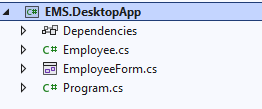 C# EMS.DesktopApp
Dependencies
C# Employee.cs
EmployeeForm.cs
C# Program.cs